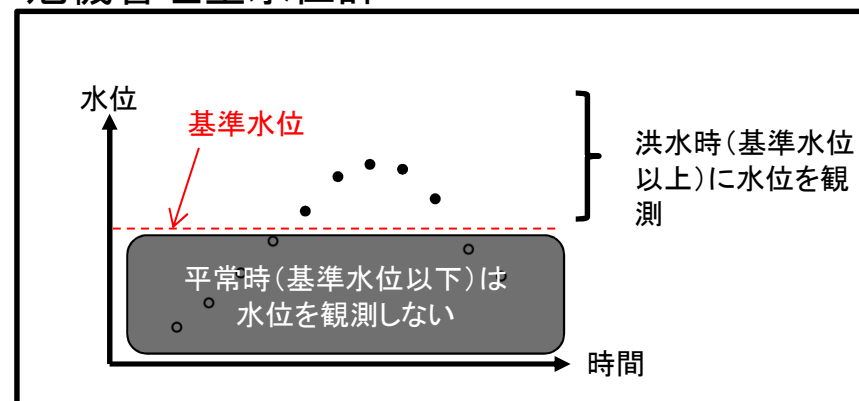 水位
基準水位
洪水時（基準水位
以上）に水位を観
測
平常時（基準水位以下）は
水位を観測しない
時間